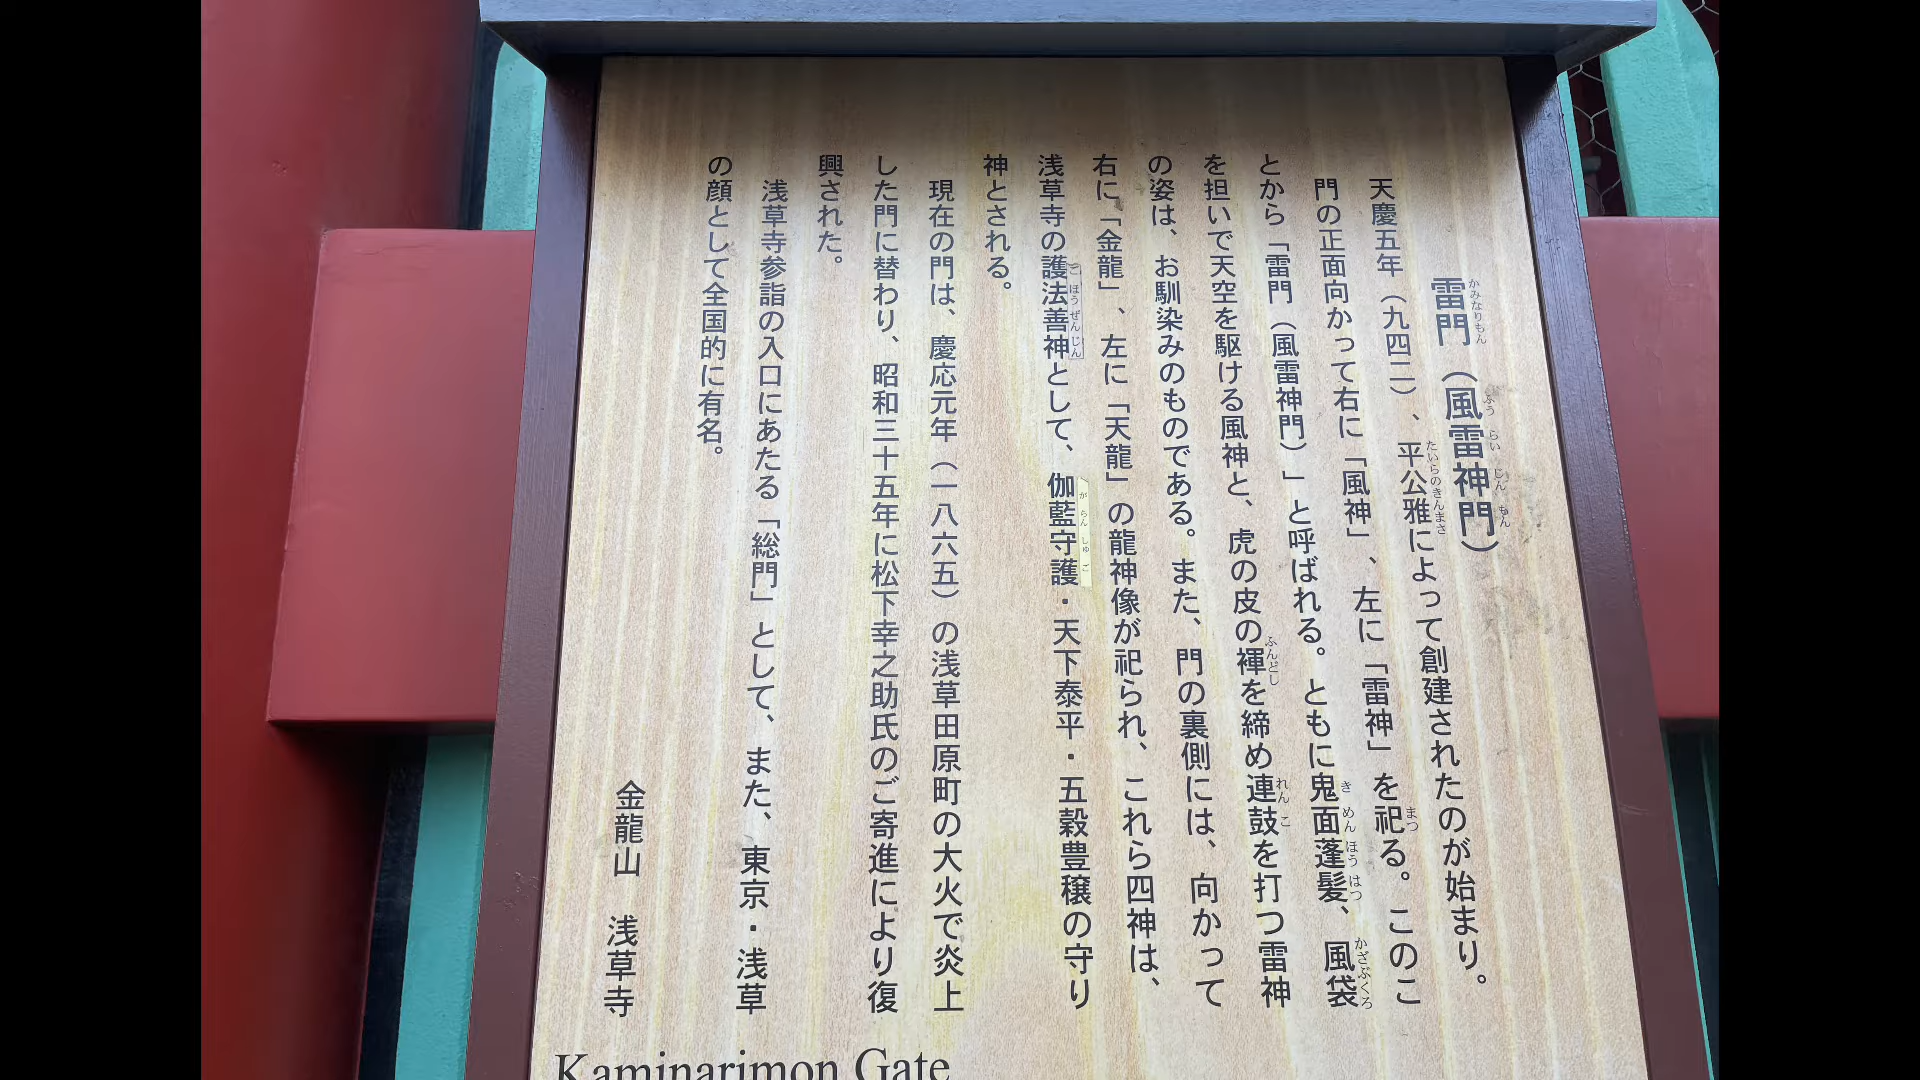 雷門（風雷神門）
天慶五年（九四二）、平公雅によって創建されたのが始まり。
門の正面向かって右に「風神」、左に「雷神」を祀る。このこ
とから「雷門（風雷神門）」と呼ばれる。ともに鬼面蓬髪、風袋
を担いで天空を駆ける風神と、虎の皮の褌を締め連鼓を打つ雷神
の姿は、お馴染みのものである。また、門の裏側には、向かって
右に「金龍」、左に「天龍」の龍神像が祀られ、これら四神は、
浅草寺の護法善神として、伽藍守護・天下泰平・五穀豊穣の守り
神とされる。
現在の門は、慶応元年（一八六五）の浅草田原町の大火で炎上
した門に替わり、昭和三十五年に松下幸之助氏のご寄進により復
興された。
浅草寺参詣の入口にあたる「総門」として、また、東京・浅草
の顔として全国的に有名。
金龍山 浅草寺
Kaminarimon Gate